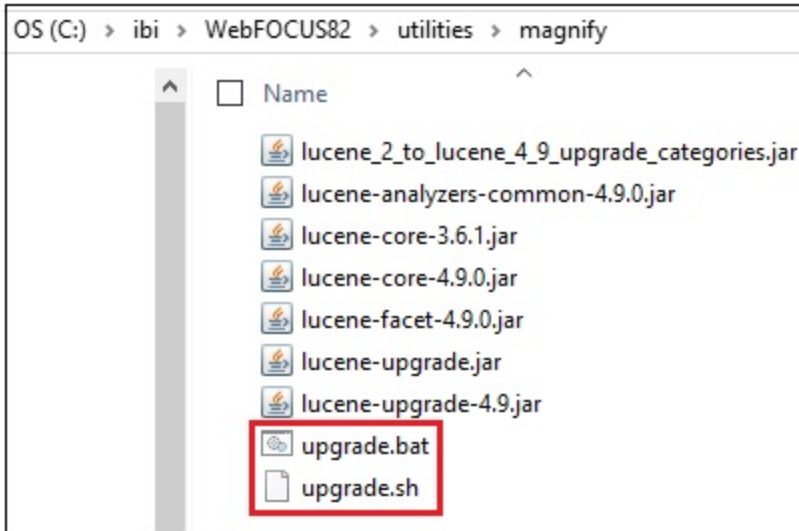 OS (C:) > ibi > WebFOCUS82 > utilities > magnify
Name
lucene_2_to_lucene_4_9_upgrade_categories.jar
lucene-analyzers-common-4.9.0.jar
lucene-core-3.6.1.jar
lucene-core-4.9.0.jar
lucene-facet-4.9.0.jar
lucene-upgrade.jar
lucene-upgrade-4.9.jar
upgrade.bat
upgrade.sh